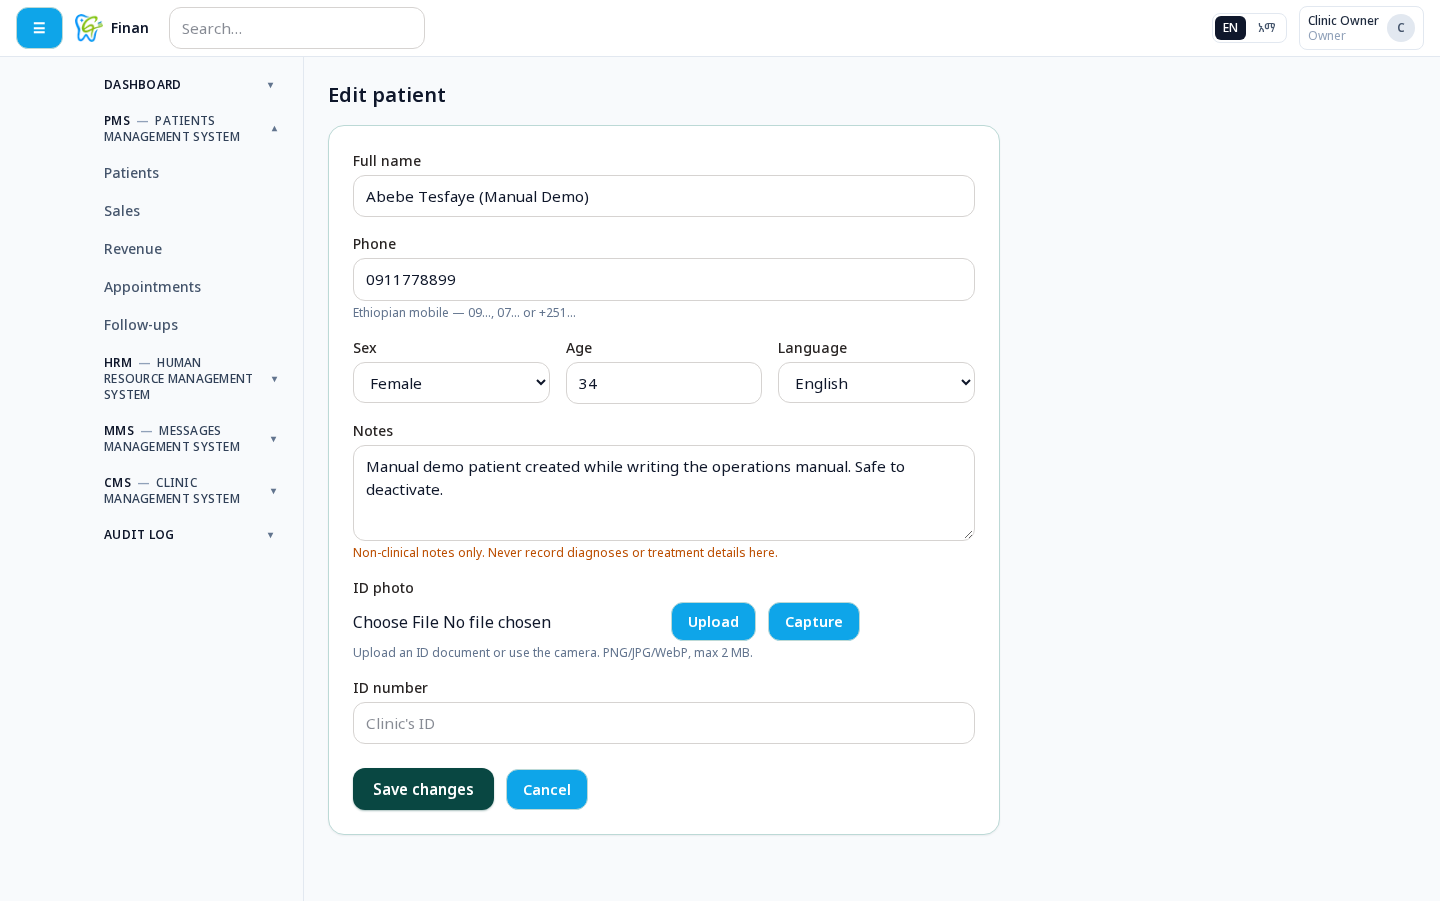 ☰
Finan
Search...
EN
አማ
Clinic Owner
Owner
C
DASHBOARD ▾
PMS — PATIENTS
MANAGEMENT SYSTEM ▴
Patients
Sales
Revenue
Appointments
Follow-ups
HRM — HUMAN
RESOURCE MANAGEMENT ▾
SYSTEM
MMS — MESSAGES
MANAGEMENT SYSTEM ▾
CMS — CLINIC
MANAGEMENT SYSTEM ▾
AUDIT LOG ▾
Edit patient
Full name
Abebe Tesfaye (Manual Demo)
Phone
0911778899
Ethiopian mobile — 09..., 07... or +251...
Sex Age Language
Female 34 English
Notes
Manual demo patient created while writing the operations manual. Safe to
deactivate.
Non-clinical notes only. Never record diagnoses or treatment details here.
ID photo
Choose File No file chosen Upload Capture
Upload an ID document or use the camera. PNG/JPG/WebP, max 2 MB.
ID number
Clinic's ID
Save changes Cancel